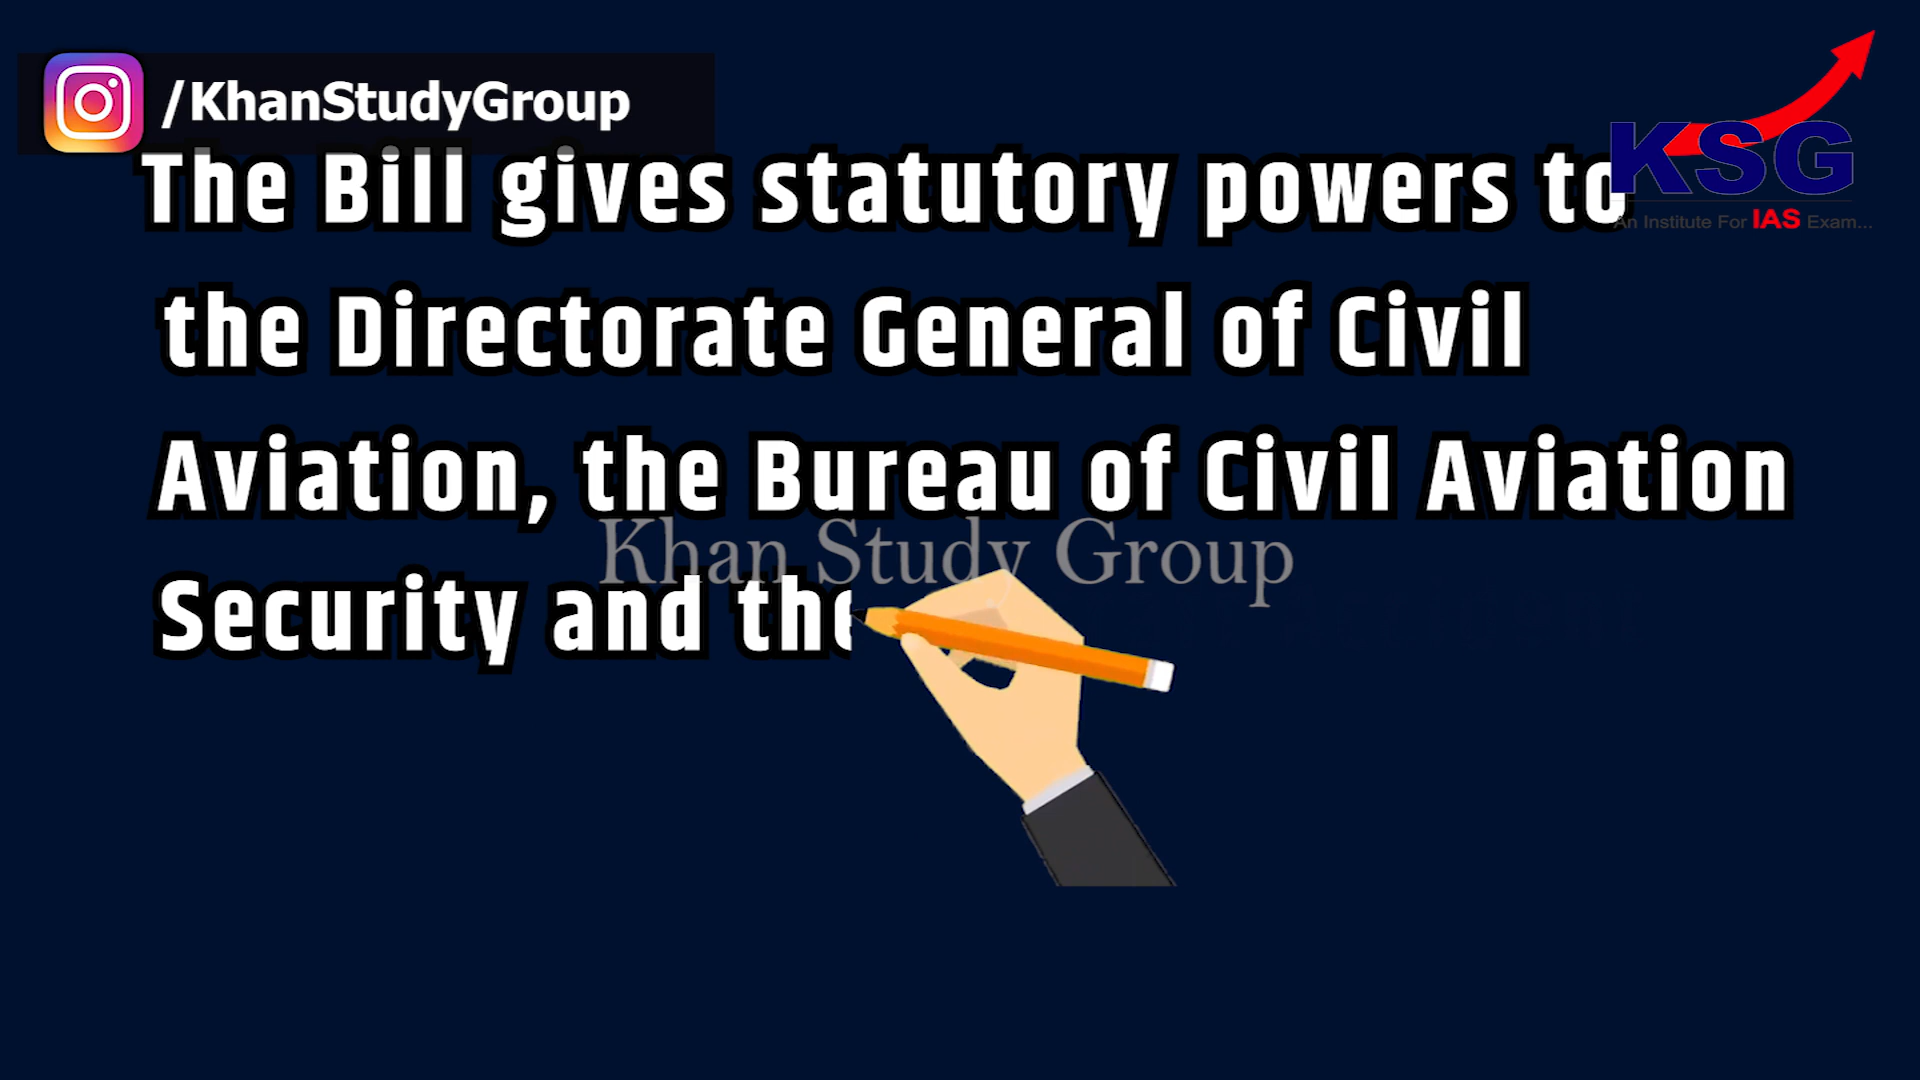 /KhanStudyGroup
KSG
An Institute For IAS Exam...
The Bill gives statutory powers to
the Directorate General of Civil
Aviation, the Bureau of Civil Aviation
Khan Study Group
Security and the